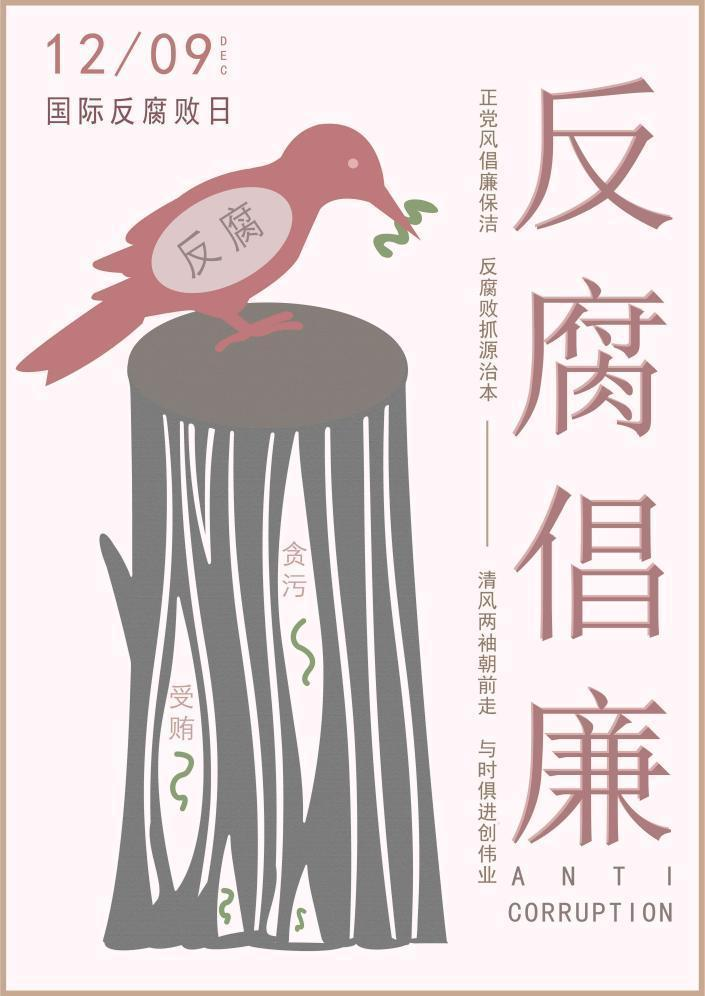 12/09
DEC
国际反腐败日
反腐
贪污
受贿
正党风倡廉保洁 反腐败抓源治本
清风两袖朝前走 与时俱进创伟业
反腐倡廉
ANTI
CORRUPTION